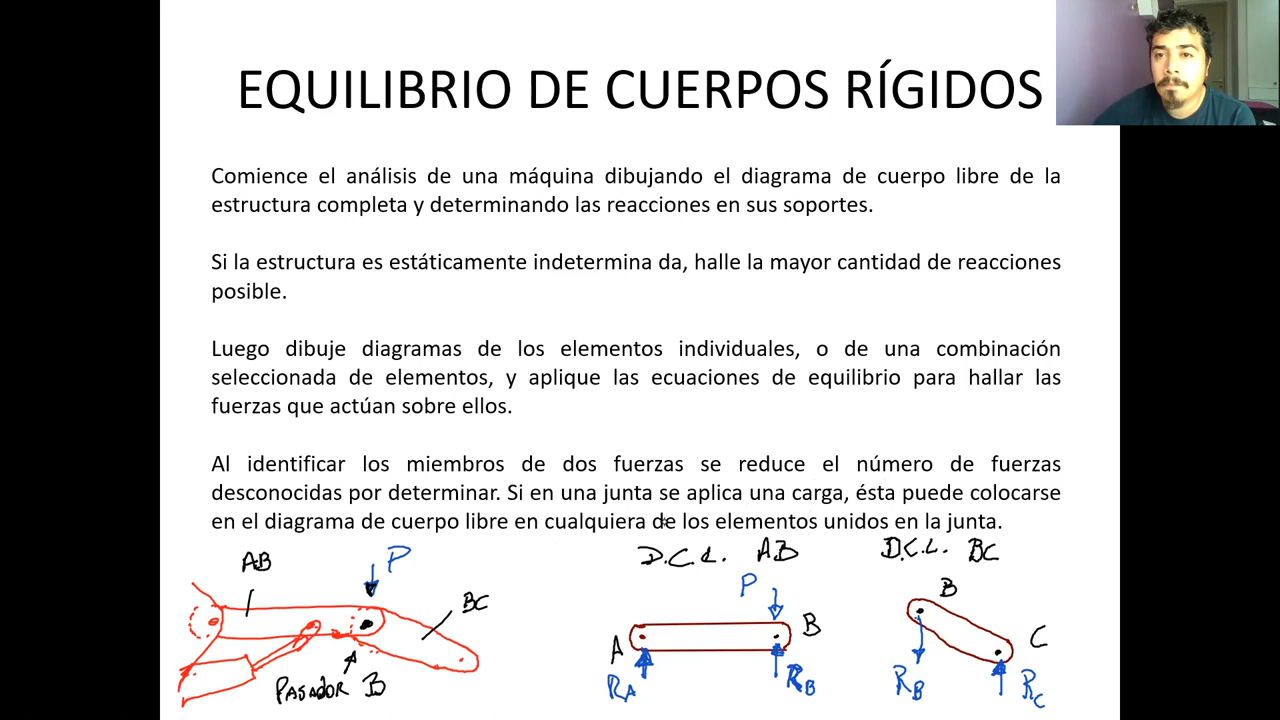 EQUILIBRIO DE CUERPOS RÍGIDOS
Comience el análisis de una máquina dibujando el diagrama de cuerpo libre de la
estructura completa y determinando las reacciones en sus soportes.
Si la estructura es estáticamente indetermina da, halle la mayor cantidad de reacciones
posible.
Luego dibuje diagramas de los elementos individuales, o de una combinación
seleccionada de elementos, y aplique las ecuaciones de equilibrio para hallar las
fuerzas que actúan sobre ellos.
Al identificar los miembros de dos fuerzas se reduce el número de fuerzas
desconocidas por determinar. Si en una junta se aplica una carga, ésta puede colocarse
en el diagrama de cuerpo libre en cualquiera de los elementos unidos en la junta.
AB
P
BC
PASADOR B
D.C.L. AB
P
A
B
RA
RB
D.C.L. BC
B
C
RB
RC